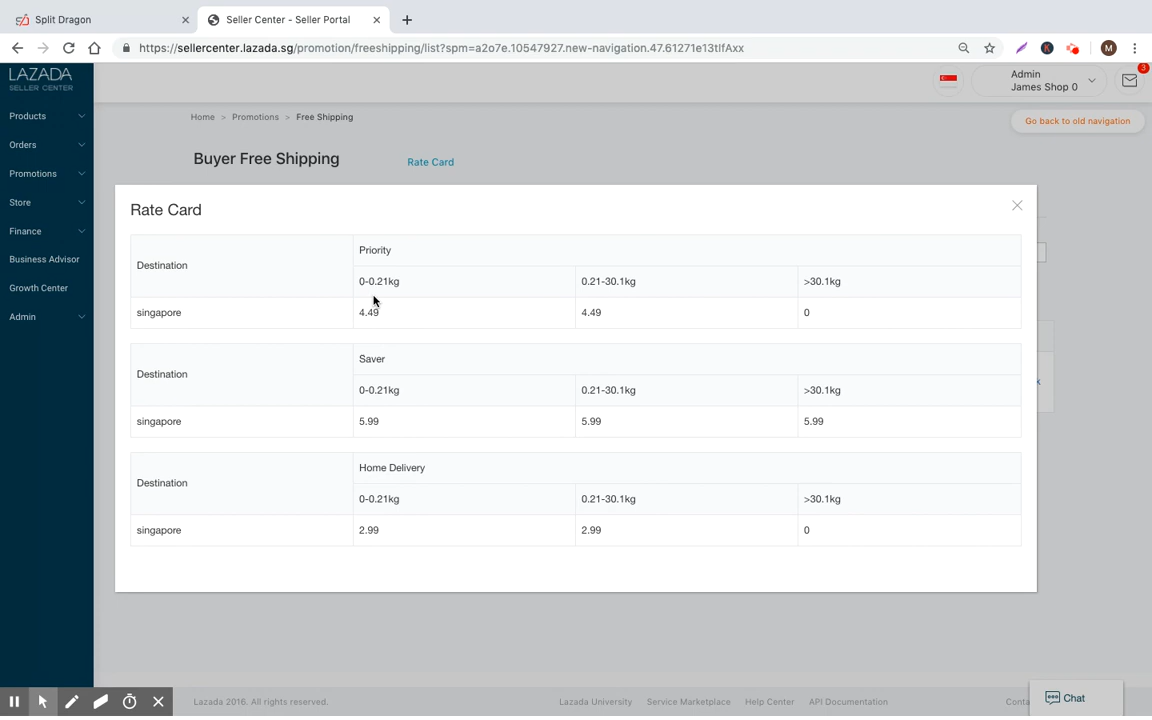 Split Dragon
Seller Center - Seller Portal
https://sellercenter.lazada.sg/promotion/freeshipping/list?spm=a2o7e.10547927.new-navigation.47.61271e13tIfAxx
K
M
LAZADA
SELLER CENTER
Admin
James Shop 0
3
Products
Orders
Promotions
Store
Finance
Business Advisor
Growth Center
Admin
Home > Promotions > Free Shipping
Go back to old navigation
Buyer Free Shipping
Rate Card
Rate Card
Destination
Priority
0-0.21kg 0.21-30.1kg >30.1kg
singapore 4.49 4.49 0
Destination
Saver
0-0.21kg 0.21-30.1kg >30.1kg
singapore 5.99 5.99 5.99
Destination
Home Delivery
0-0.21kg 0.21-30.1kg >30.1kg
singapore 2.99 2.99 0
Lazada 2016. All rights reserved.
Lazada University Service Marketplace Help Center API Documentation Conta
Chat